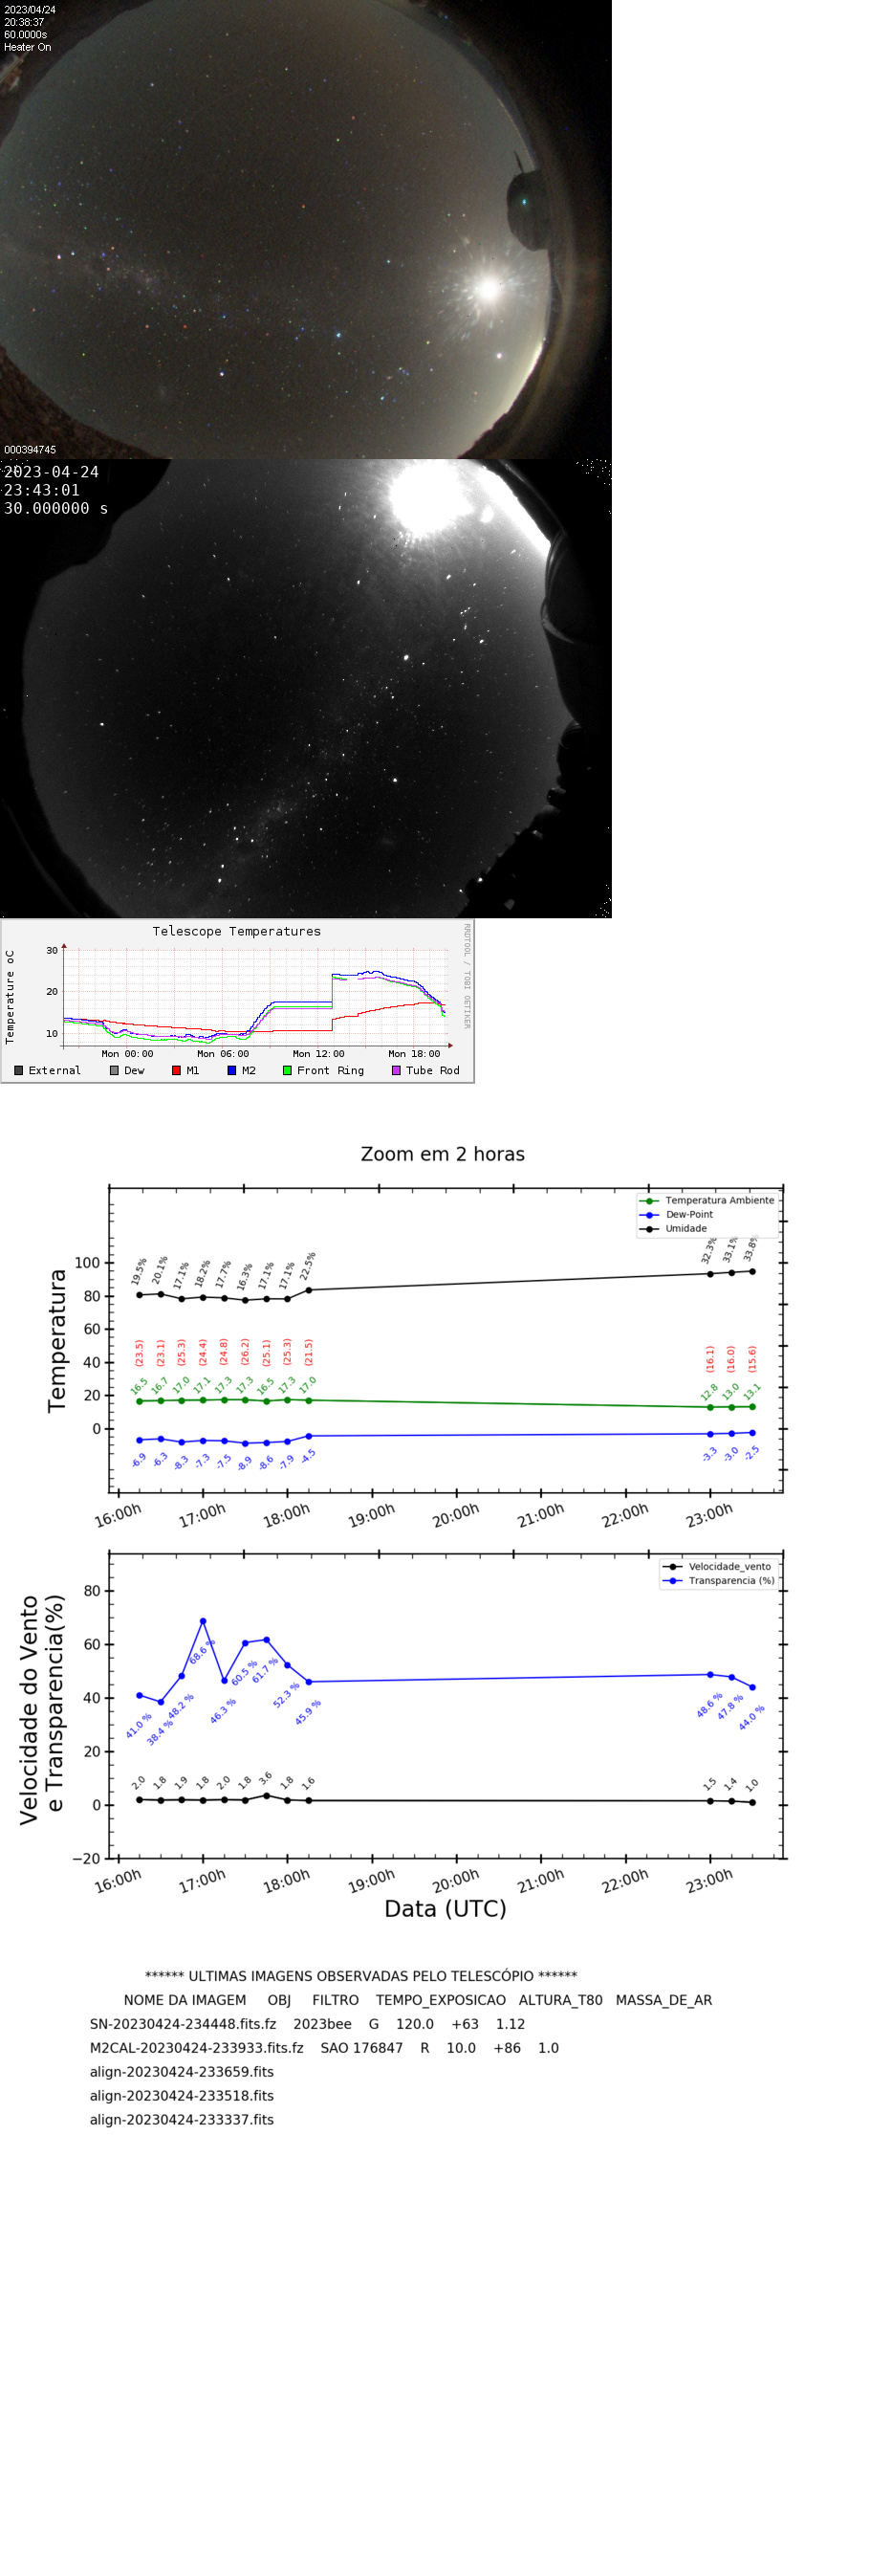 2023/04/24
20:38:37
60.0000s
Heater On
000394745
2023-04-24
23:43:01
30.000000 s
Telescope Temperatures
RRDTOOL / TOBI OETIKER
Temperature oC
30
20
10
Mon 00:00 Mon 06:00 Mon 12:00 Mon 18:00
External Dew M1 M2 Front Ring Tube Rod
Zoom em 2 horas
Temperatura Ambiente
Dew-Point
Umidade
Temperatura
100
80
60
40
20
0
19.5% 20.1% 17.1% 18.2% 17.7% 16.3% 17.1% 17.1% 22.5% 32.3% 33.1% 33.8%
(23.5) (23.1) (25.3) (24.4) (24.8) (26.2) (25.1) (25.3) (21.5) (16.1) (16.0) (15.6)
16.5 16.7 17.0 17.1 17.3 17.3 16.5 17.3 17.0 12.8 13.0 13.1
-6.9 -6.3 -8.3 -7.3 -7.5 -8.9 -8.6 -7.9 -4.5 -3.3 -3.0 -2.5
16:00h 17:00h 18:00h 19:00h 20:00h 21:00h 22:00h 23:00h
Velocidade_vento
Transparencia (%)
Velocidade do Vento
e Transparencia(%)
80
60
40
20
0
−20
41.0 % 38.4 % 48.2 % 68.6 % 46.3 % 60.5 % 61.7 % 52.3 % 45.9 % 48.6 % 47.8 % 44.0 %
2.0 1.8 1.9 1.8 2.0 1.8 3.6 1.8 1.6 1.5 1.4 1.0
16:00h 17:00h 18:00h 19:00h 20:00h 21:00h 22:00h 23:00h
Data (UTC)
****** ULTIMAS IMAGENS OBSERVADAS PELO TELESCÓPIO ******
NOME DA IMAGEM OBJ FILTRO TEMPO_EXPOSICAO ALTURA_T80 MASSA_DE_AR
SN-20230424-234448.fits.fz 2023bee G 120.0 +63 1.12
M2CAL-20230424-233933.fits.fz SAO 176847 R 10.0 +86 1.0
align-20230424-233659.fits
align-20230424-233518.fits
align-20230424-233337.fits